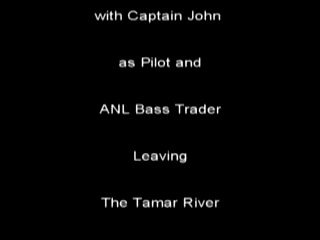 with Captain John
as Pilot and
ANL Bass Trader
Leaving
The Tamar River